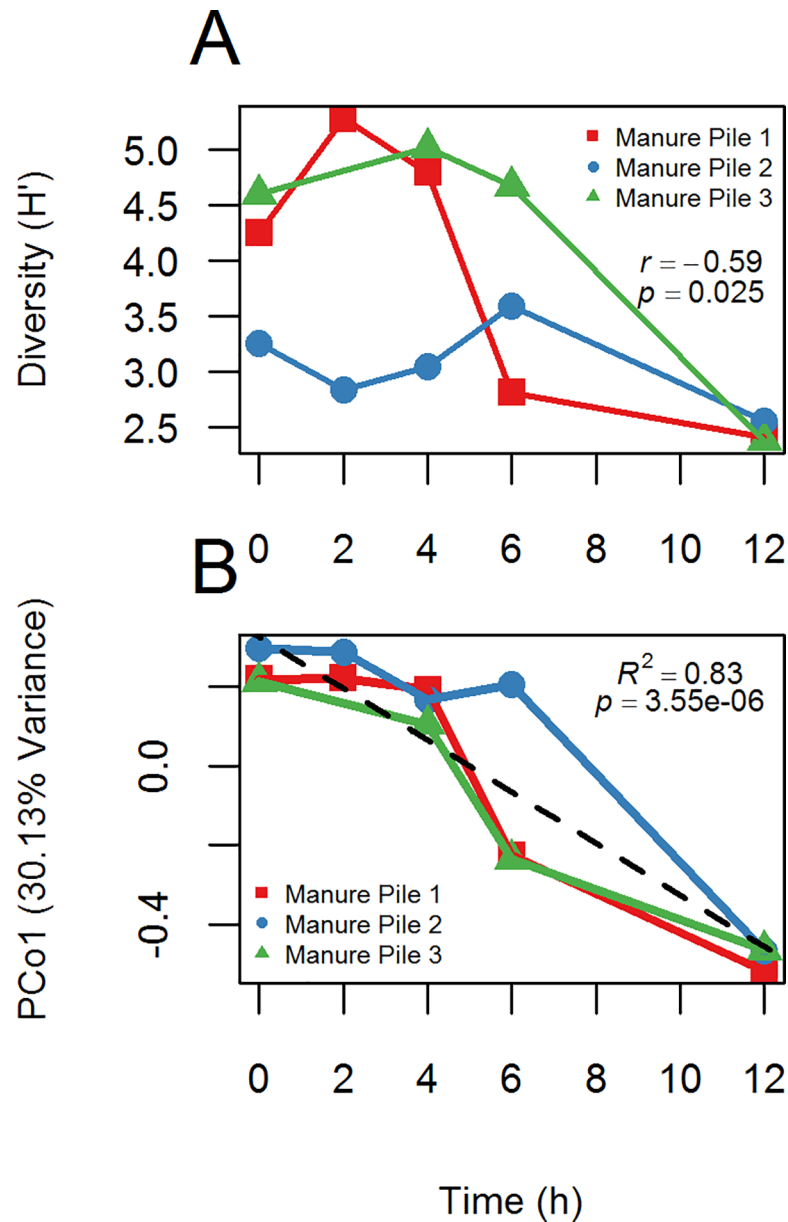 A
Diversity (H')
5.0
4.5
4.0
3.5
3.0
2.5
Manure Pile 1
Manure Pile 2
Manure Pile 3
r = −0.59
p = 0.025
0 2 4 6 8 10 12
B
PCo1 (30.13% Variance)
0.0
-0.4
R² = 0.83
p = 3.55e-06
Manure Pile 1
Manure Pile 2
Manure Pile 3
0 2 4 6 8 10 12
Time (h)